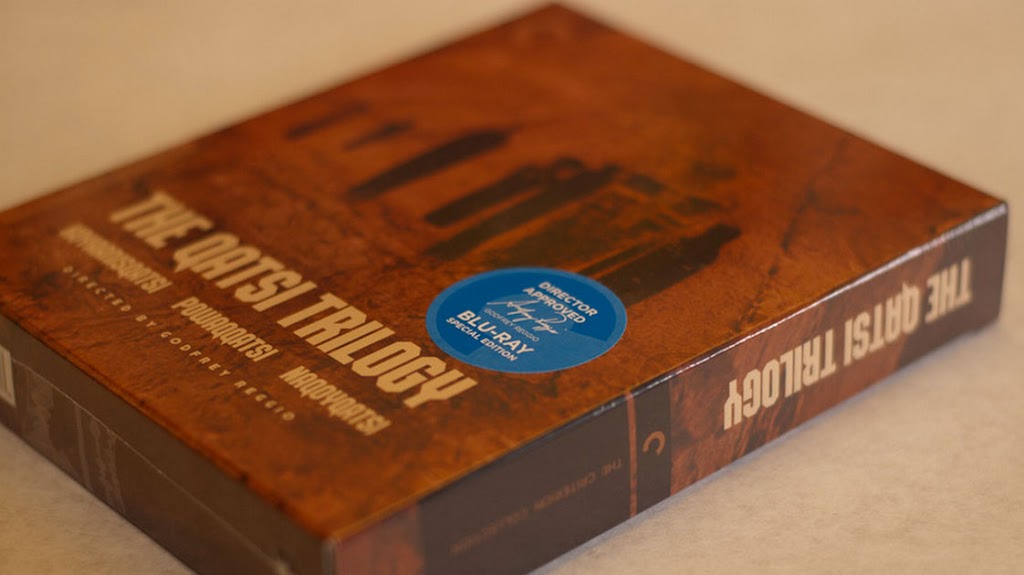 THE QATSI TRILOGY
KOYAANISQATSI POWAQQATSI NAQOYQATSI
DIRECTED BY GODFREY REGGIO
DIRECTOR
APPROVED
GODFREY REGGIO
BLU-RAY
SPECIAL EDITION
THE QATSI TRILOGY
THE CRITERION COLLECTION